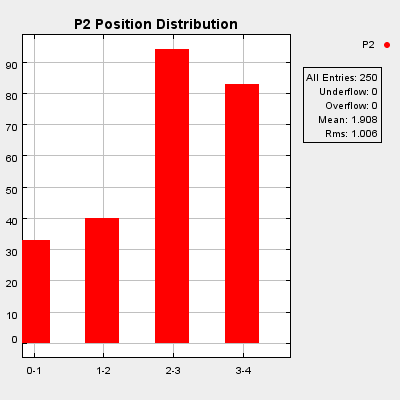 P2 Position Distribution
P2
All Entries: 250
Underflow: 0
Overflow: 0
Mean: 1.908
Rms: 1.006
90
80
70
60
50
40
30
20
10
0
0-1 1-2 2-3 3-4